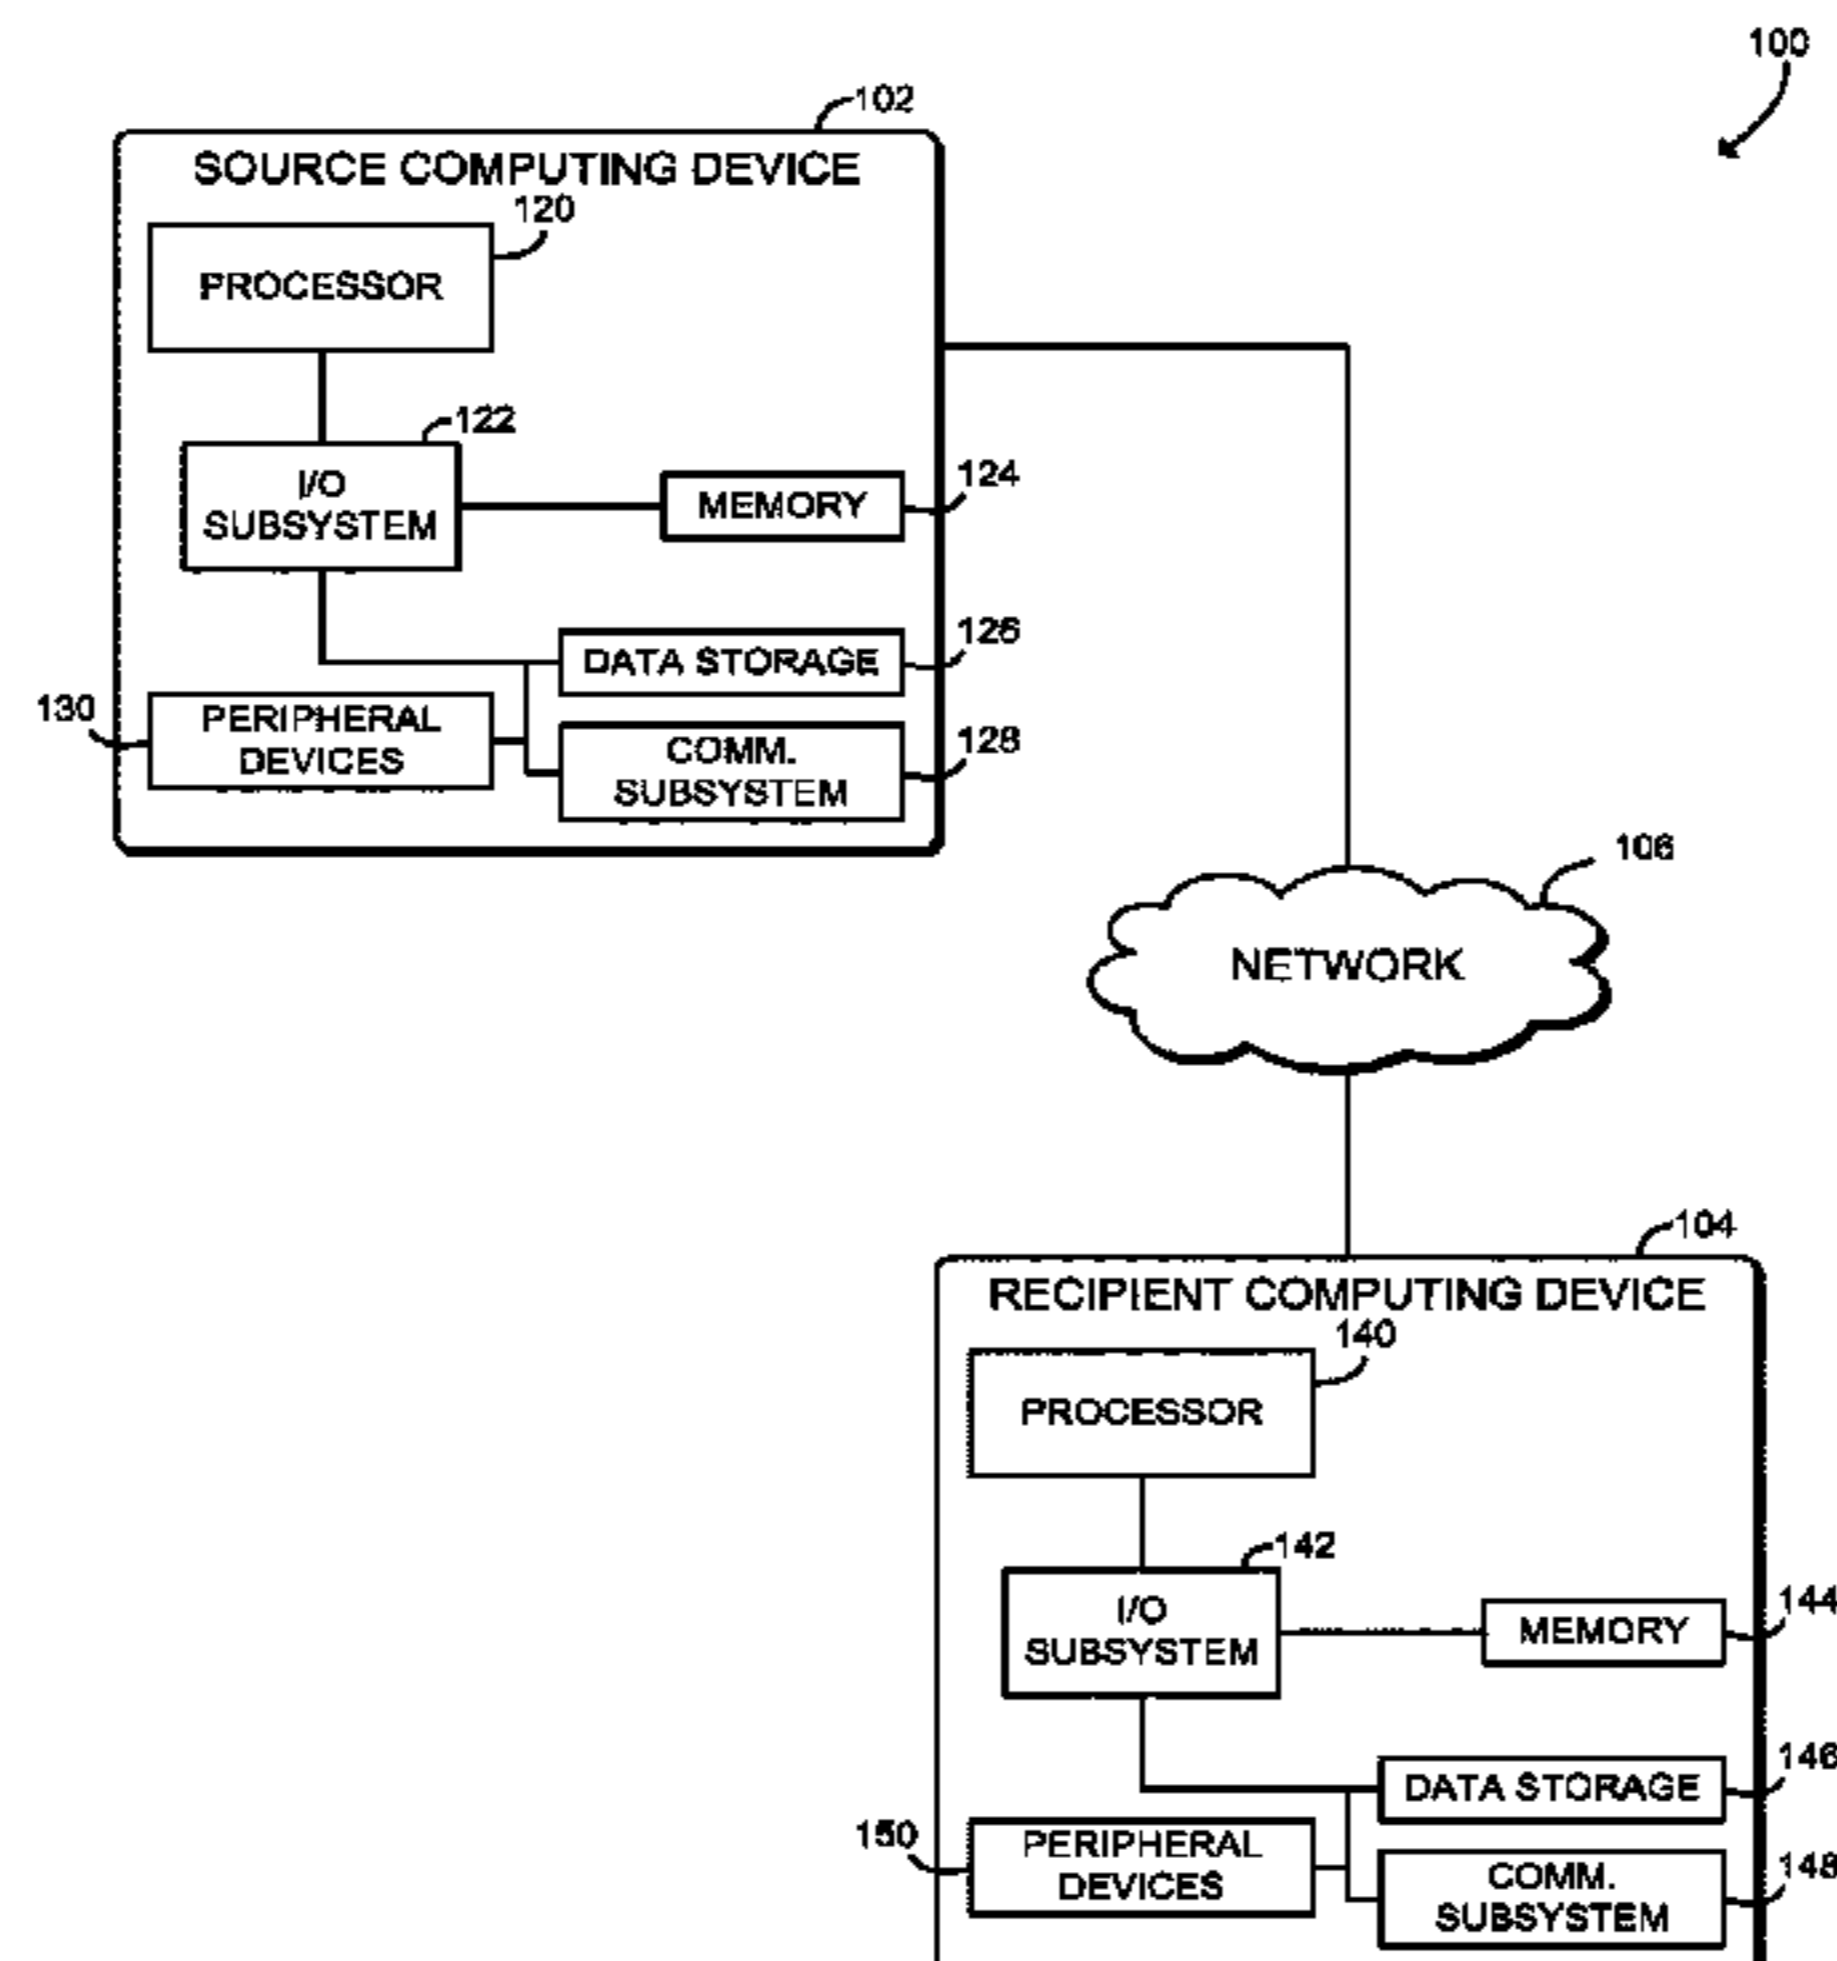 100
102
SOURCE COMPUTING DEVICE
120
PROCESSOR
122
I/O
SUBSYSTEM
124
MEMORY
126
DATA STORAGE
130
PERIPHERAL
DEVICES
128
COMM.
SUBSYSTEM
106
NETWORK
104
RECIPIENT COMPUTING DEVICE
140
PROCESSOR
142
I/O
SUBSYSTEM
144
MEMORY
146
DATA STORAGE
150
PERIPHERAL
DEVICES
148
COMM.
SUBSYSTEM